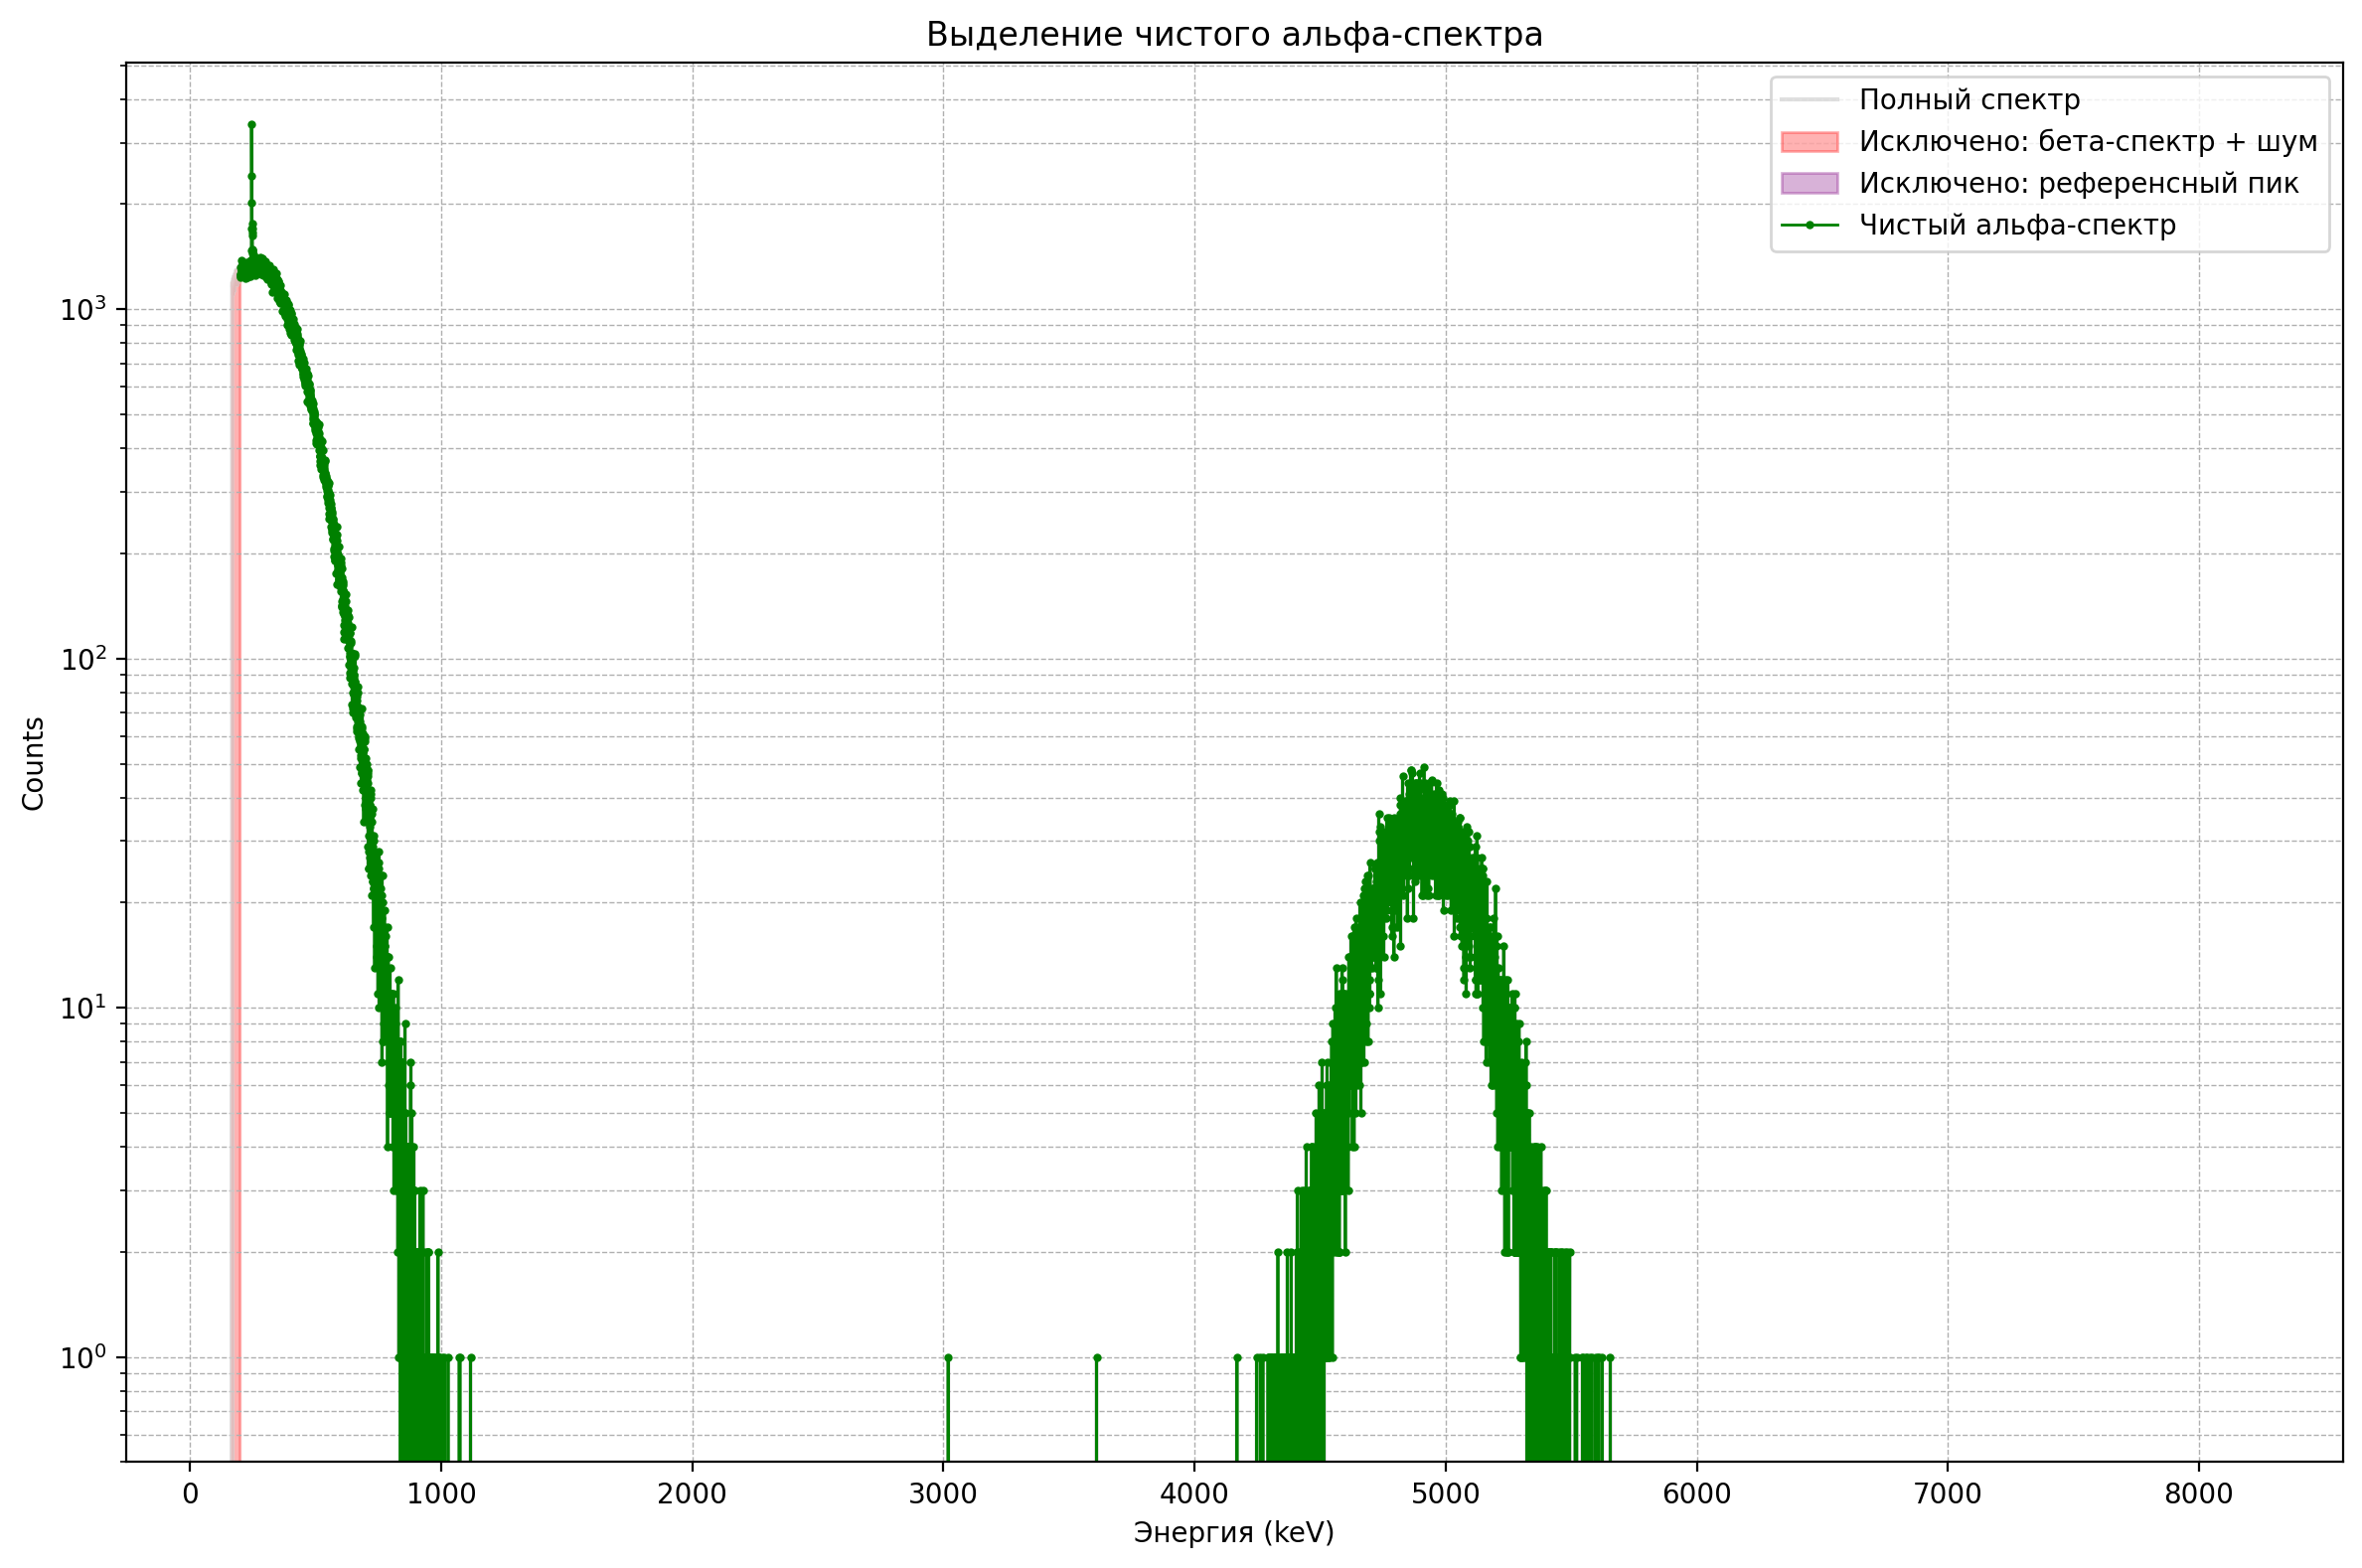 Выделение чистого альфа-спектра
Полный спектр
Исключено: бета-спектр + шум
Исключено: референсный пик
Чистый альфа-спектр
Counts
10³
10²
10¹
10⁰
0 1000 2000 3000 4000 5000 6000 7000 8000
Энергия (keV)